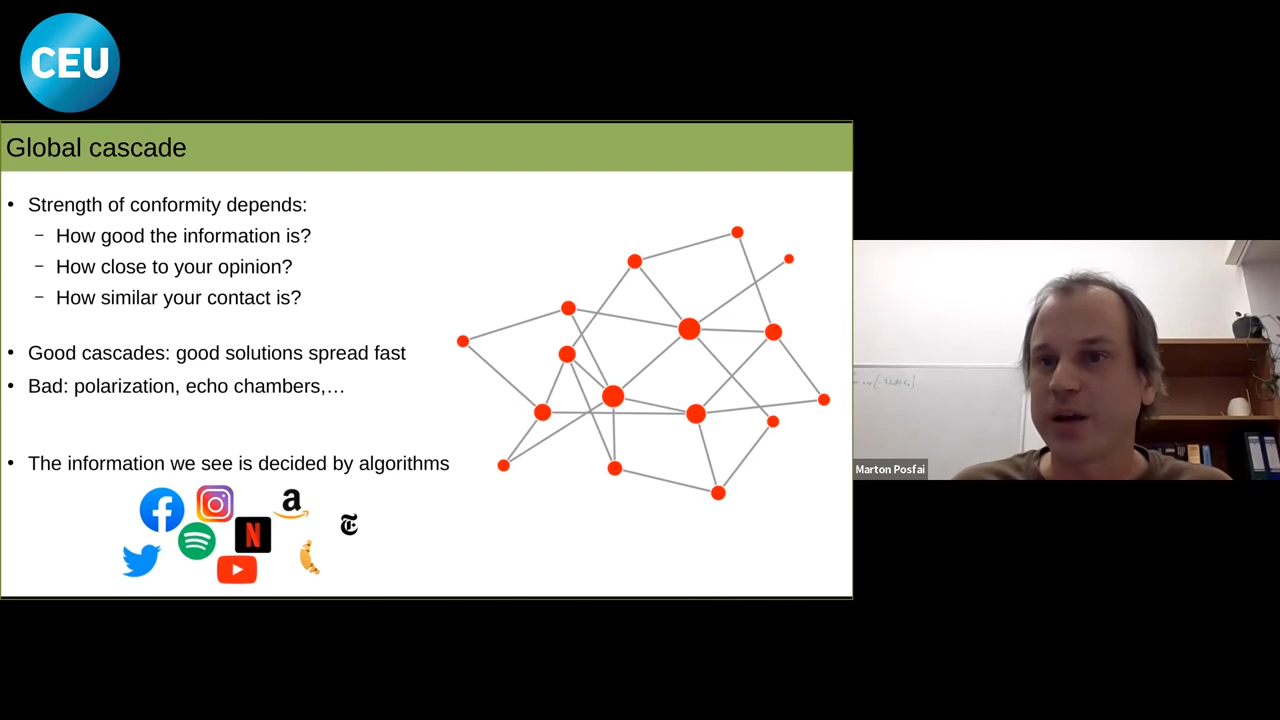 CEU
Global cascade
• Strength of conformity depends:
– How good the information is?
– How close to your opinion?
– How similar your contact is?
• Good cascades: good solutions spread fast
• Bad: polarization, echo chambers,…
• The information we see is decided by algorithms
Marton Posfai